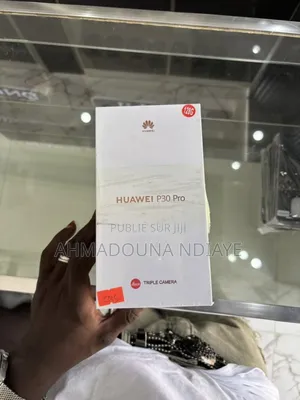 HUAWEI
HUAWEI P30 Pro
PUBLIÉ SUR JIJI
AHMADOUNA NDIAYE
TRIPLE CAMERA